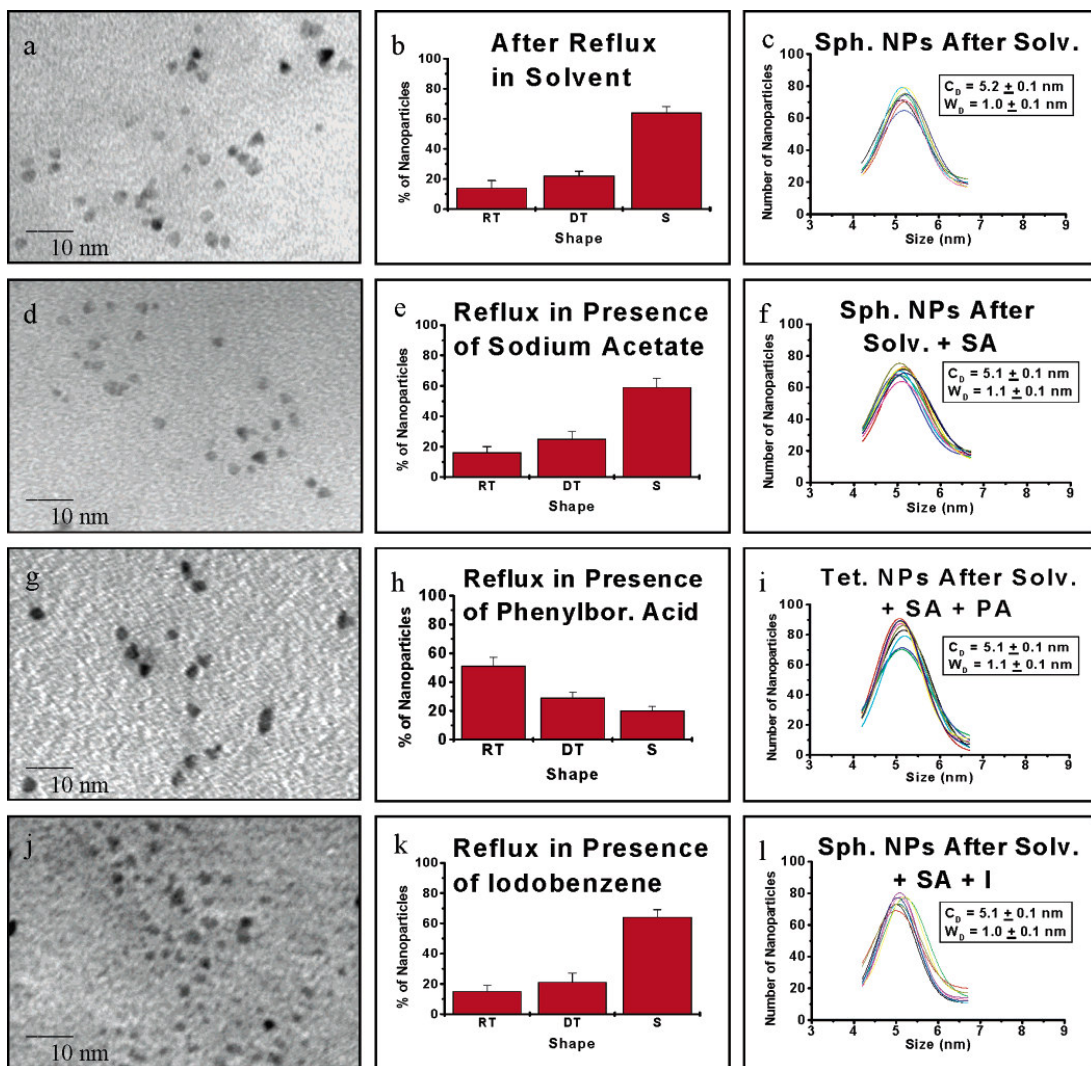 a
10 nm
b
After Reflux
in Solvent
% of Nanoparticles
100
80
60
40
20
0
RT DT S
Shape
c
Sph. NPs After Solv.
C_D = 5.2 ± 0.1 nm
W_D = 1.0 ± 0.1 nm
Number of Nanoparticles
100
80
60
40
20
0
3 4 5 6 7 8 9
Size (nm)
d
10 nm
e
Reflux in Presence
of Sodium Acetate
% of Nanoparticles
100
80
60
40
20
0
RT DT S
Shape
f
Sph. NPs After
Solv. + SA
C_D = 5.1 ± 0.1 nm
W_D = 1.1 ± 0.1 nm
Number of Nanoparticles
100
80
60
40
20
0
3 4 5 6 7 8 9
Size (nm)
g
10 nm
h
Reflux in Presence
of Phenylbor. Acid
% of Nanoparticles
100
80
60
40
20
0
RT DT S
Shape
i
Tet. NPs After Solv.
+ SA + PA
C_D = 5.1 ± 0.1 nm
W_D = 1.1 ± 0.1 nm
Number of Nanoparticles
100
90
80
70
60
50
40
30
20
10
0
3 4 5 6 7 8 9
Size (nm)
j
10 nm
k
Reflux in Presence
of Iodobenzene
% of Nanoparticles
100
80
60
40
20
0
RT DT S
Shape
l
Sph. NPs After Solv.
+ SA + I
C_D = 5.1 ± 0.1 nm
W_D = 1.0 ± 0.1 nm
Number of Nanoparticles
100
80
60
40
20
0
3 4 5 6 7 8 9
Size (nm)